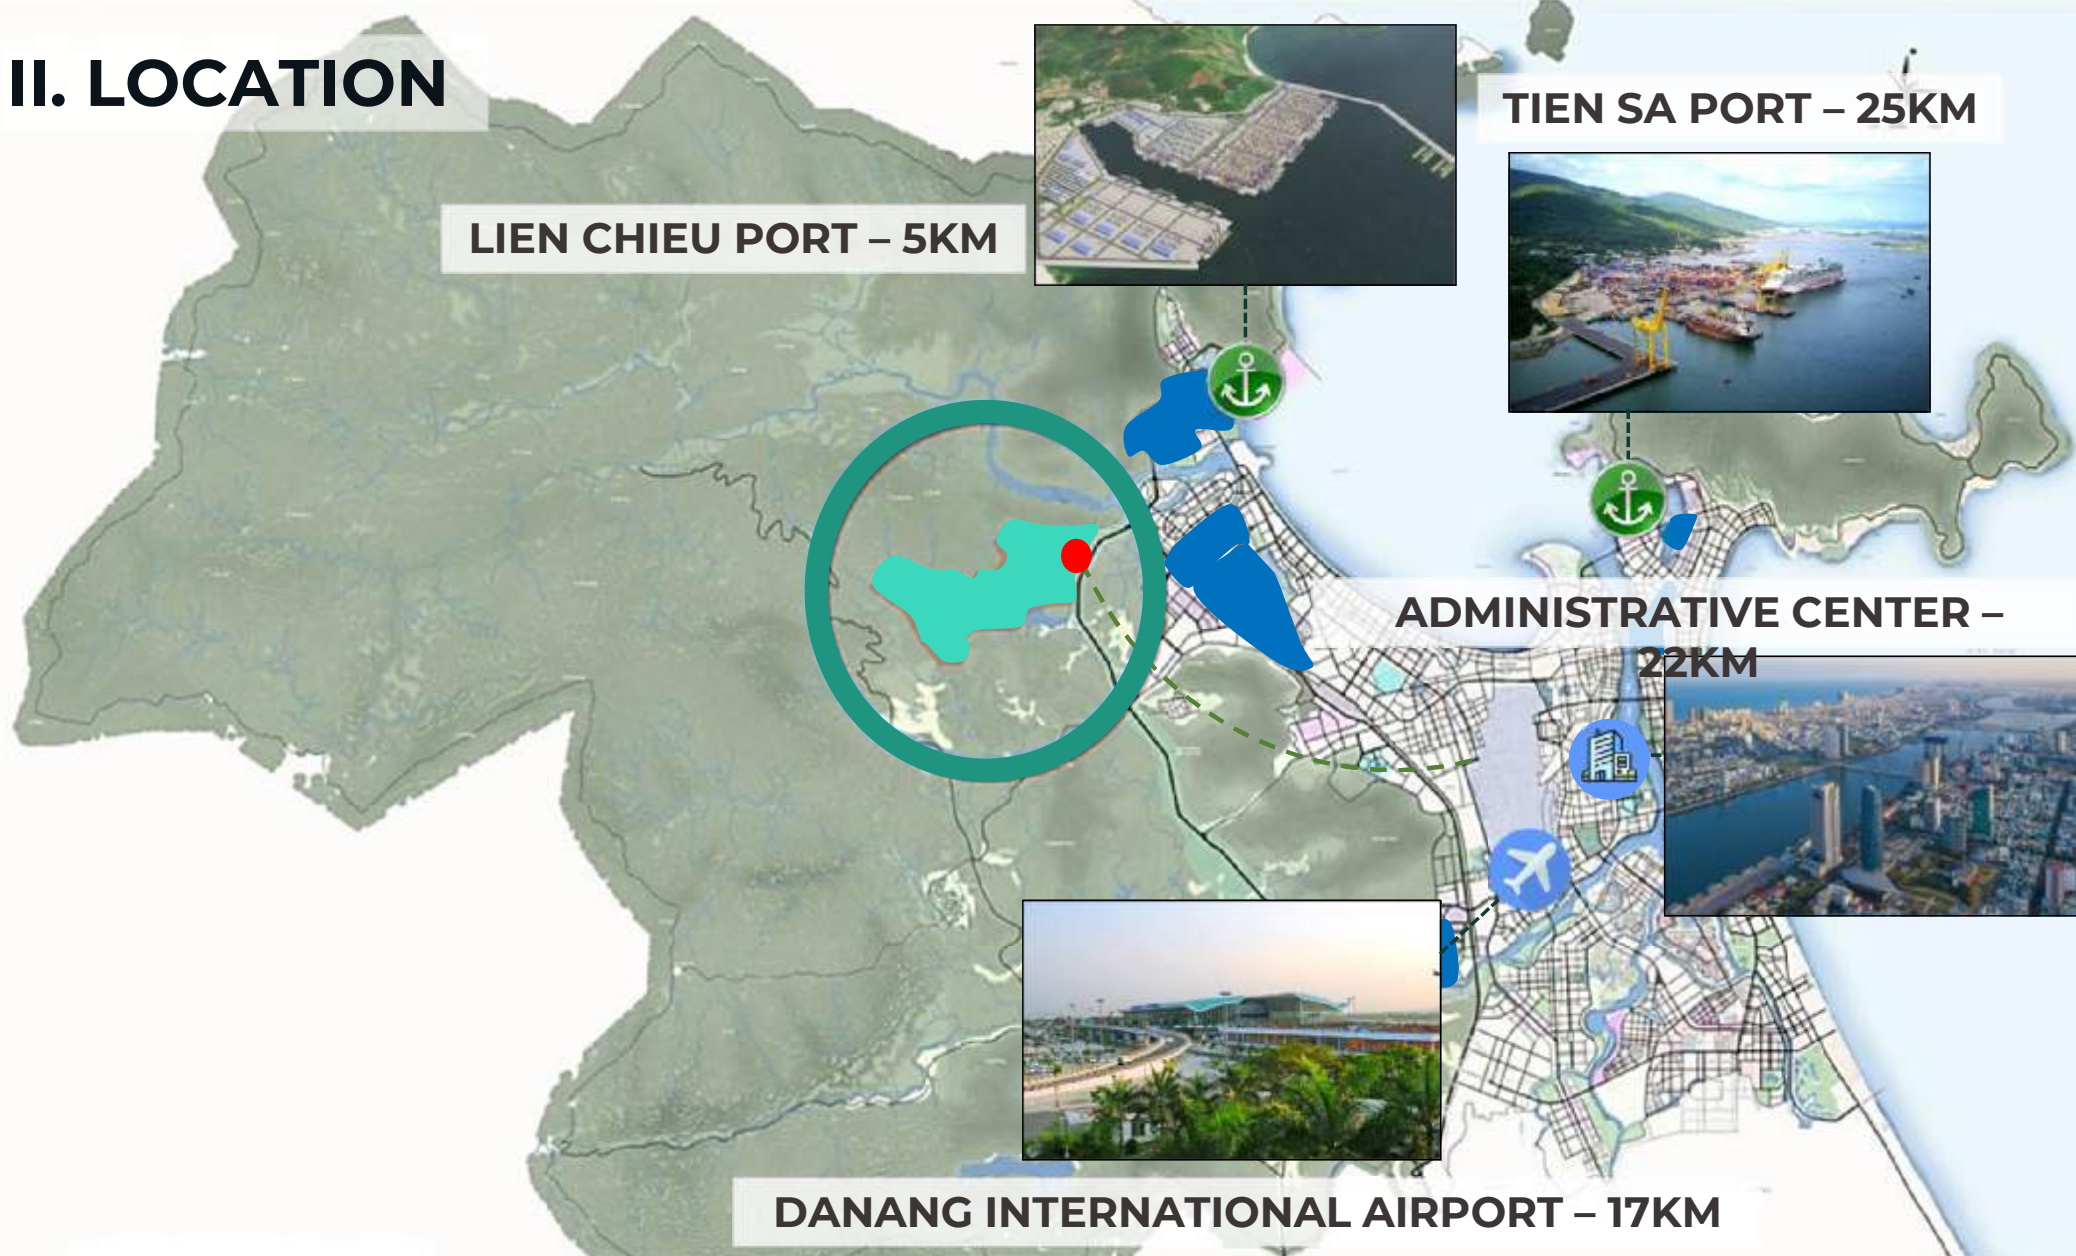 II. LOCATION
TIEN SA PORT – 25KM
LIEN CHIEU PORT – 5KM
ADMINISTRATIVE CENTER –
22KM
DANANG INTERNATIONAL AIRPORT – 17KM